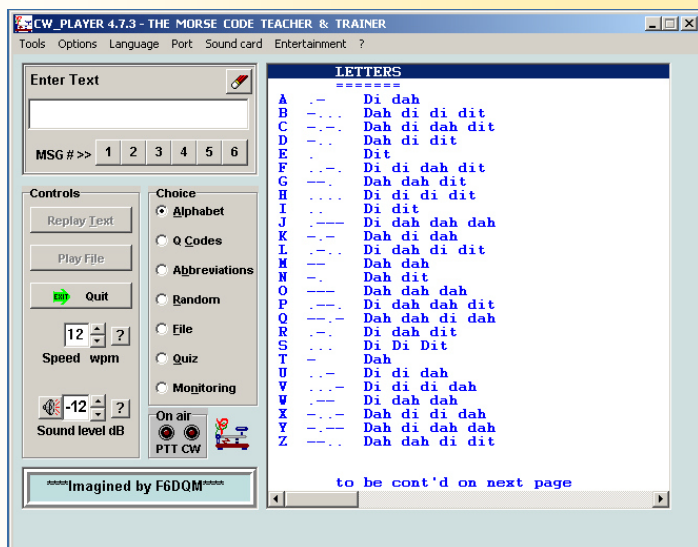 CW_PLAYER 4.7.3 - THE MORSE CODE TEACHER & TRAINER
Tools Options Language Port Sound card Entertainment ?
Enter Text
MSG # >> 1 2 3 4 5 6
Controls
Replay Text
Play File
EXIT Quit
12 ?
Speed wpm
-12 ?
Sound level dB
Choice
Alphabet
Q Codes
Abbreviations
Random
File
Quiz
Monitoring
On air
PTT CW
****Imagined by F6DQM****
LETTERS
=======
A .- Di dah
B -... Dah di di dit
C -.-. Dah di dah dit
D -.. Dah di dit
E . Dit
F ..-. Di di dah dit
G --. Dah dah dit
H .... Di di di dit
I .. Di dit
J .--- Di dah dah dah
K -.- Dah di dah
L .-.. Di dah di dit
M -- Dah dah
N -. Dah dit
O --- Dah dah dah
P .--. Di dah dah dit
Q --.- Dah dah di dah
R .-. Di dah dit
S ... Di Di Dit
T - Dah
U ..- Di di dah
V ...- Di di di dah
W .-- Di dah dah
X -..- Dah di di dah
Y -.-- Dah di dah dah
Z --.. Dah dah di dit
to be cont'd on next page